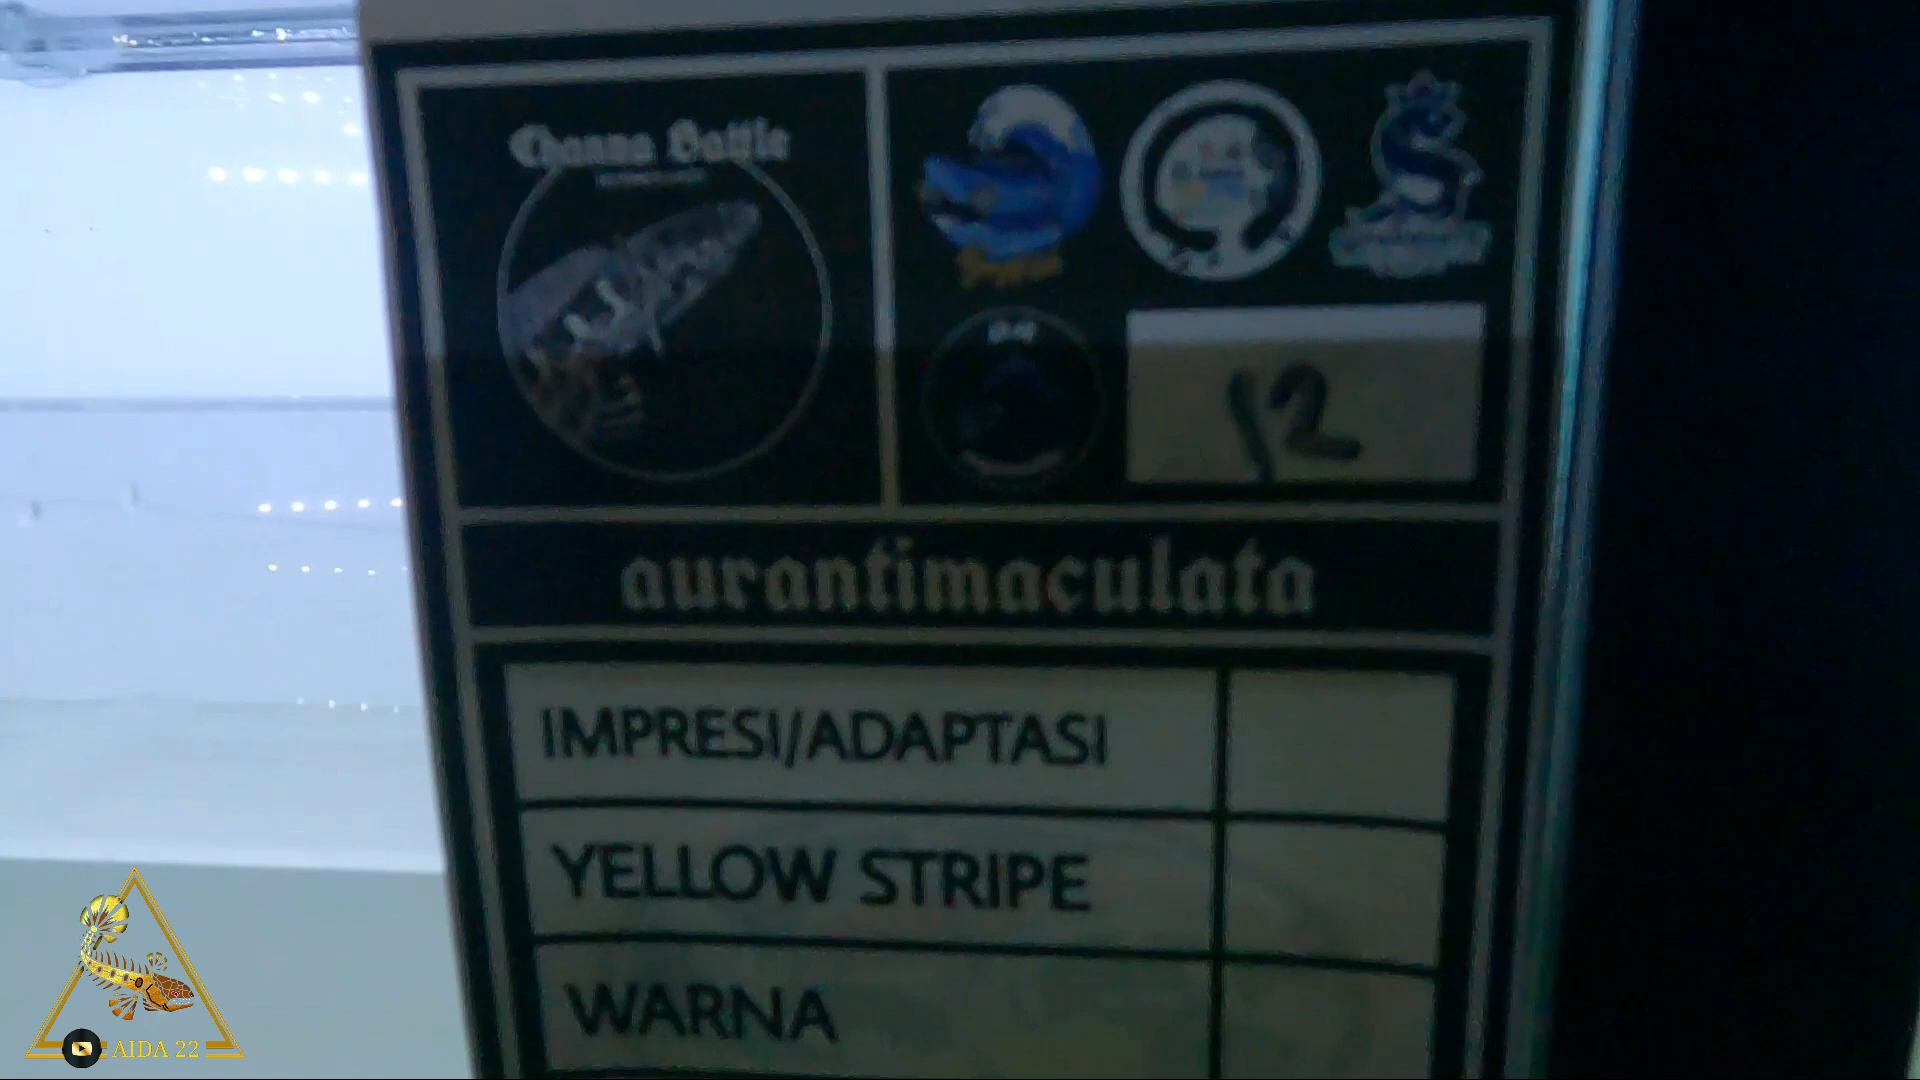 Channa Battle
12
aurantimaculata
IMPRESI/ADAPTASI
YELLOW STRIPE
WARNA
AIDA 22